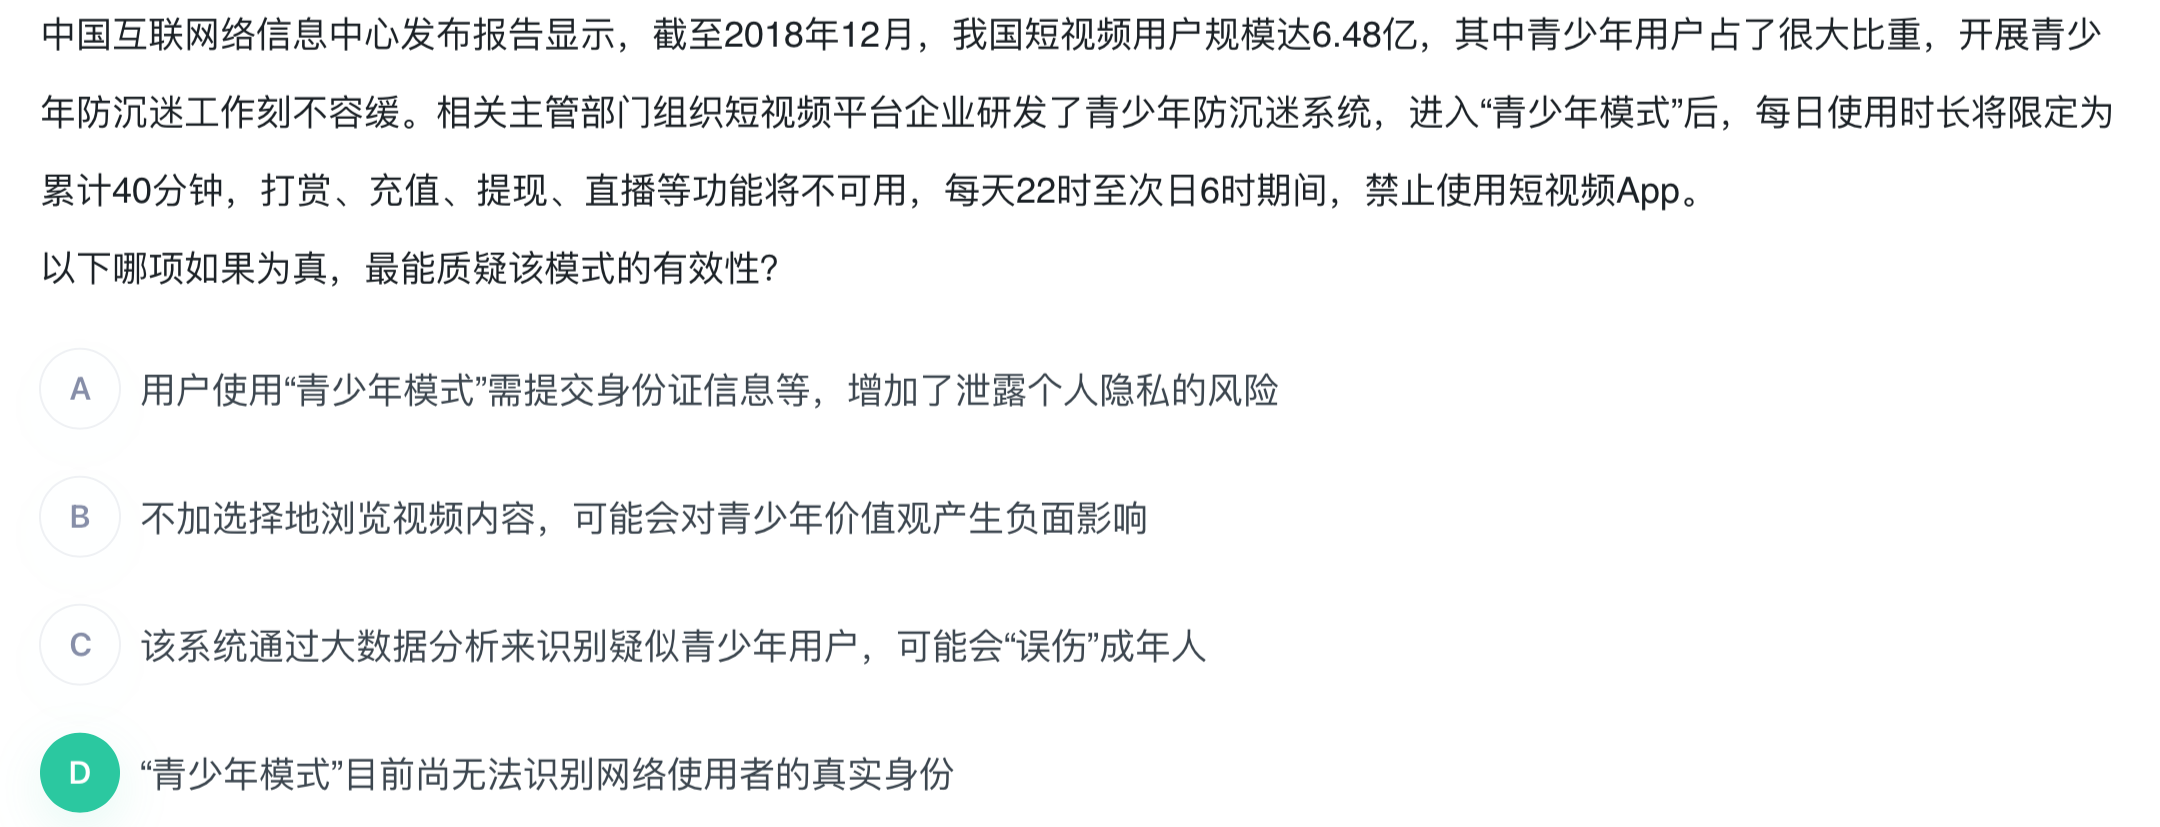 中国互联网络信息中心发布报告显示，截至2018年12月，我国短视频用户规模达6.48亿，其中青少年用户占了很大比重，开展青少
年防沉迷工作刻不容缓。相关主管部门组织短视频平台企业研发了青少年防沉迷系统，进入“青少年模式”后，每日使用时长将限定为
累计40分钟，打赏、充值、提现、直播等功能将不可用，每天22时至次日6时期间，禁止使用短视频App。
以下哪项如果为真，最能质疑该模式的有效性？
A 用户使用“青少年模式”需提交身份证信息等，增加了泄露个人隐私的风险
B 不加选择地浏览视频内容，可能会对青少年价值观产生负面影响
C 该系统通过大数据分析来识别疑似青少年用户，可能会“误伤”成年人
D “青少年模式”目前尚无法识别网络使用者的真实身份